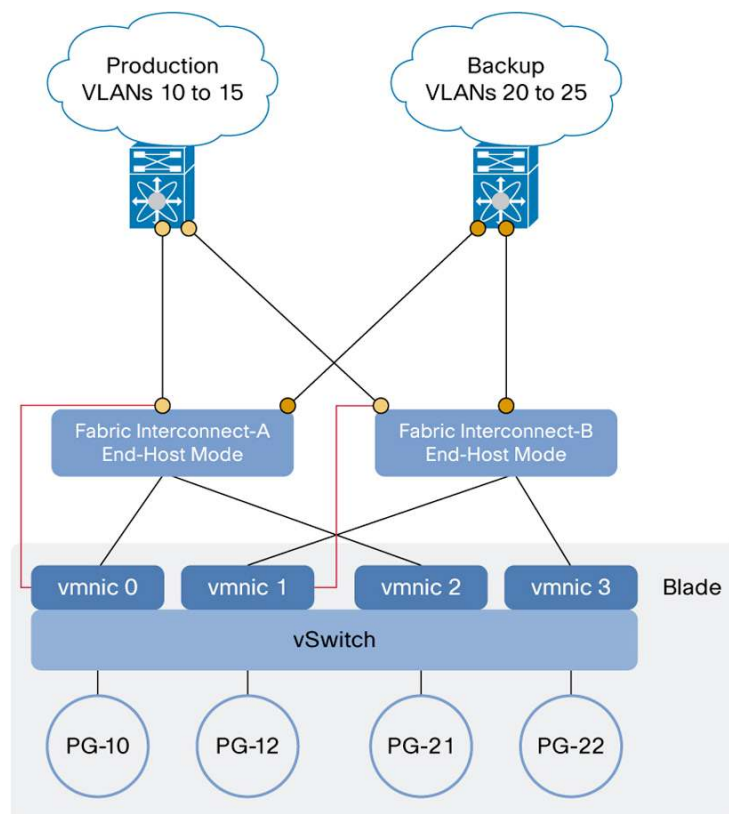 Production
VLANs 10 to 15
Backup
VLANs 20 to 25
Fabric Interconnect-A
End-Host Mode
Fabric Interconnect-B
End-Host Mode
vmnic 0
vmnic 1
vmnic 2
vmnic 3
Blade
vSwitch
PG-10
PG-12
PG-21
PG-22